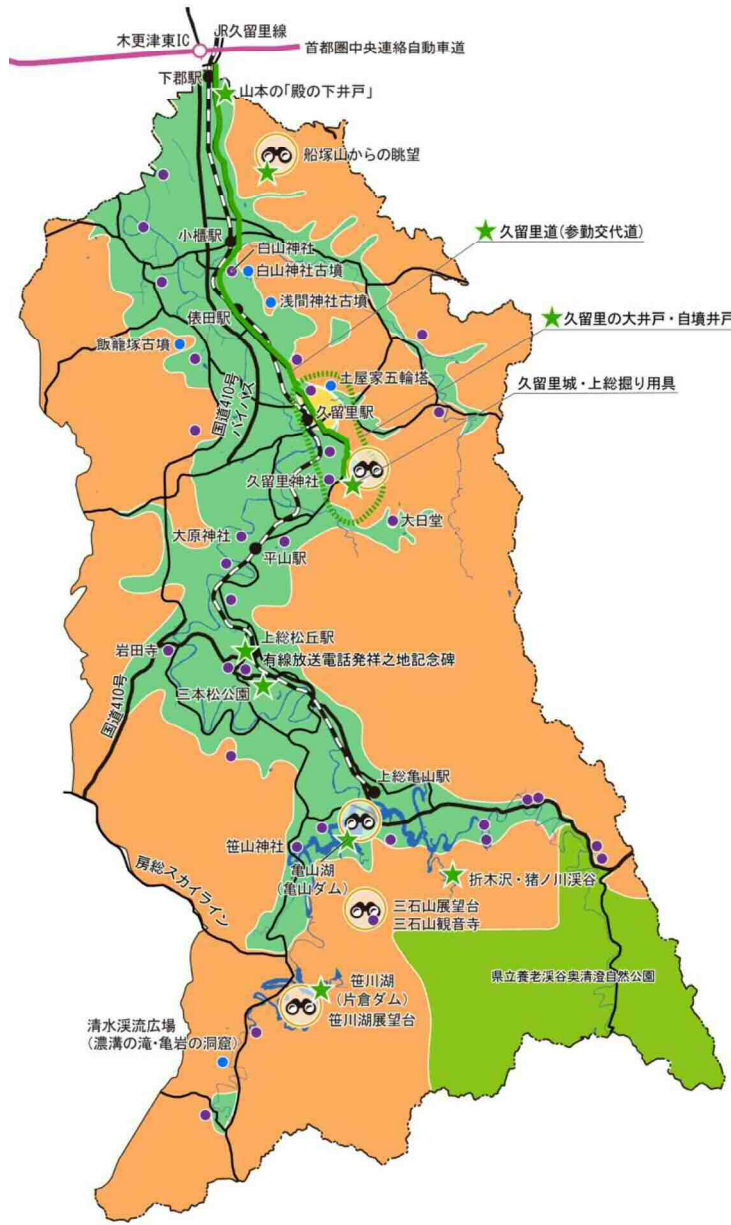 JR久留里線
木更津東IC
首都圏中央連絡自動車道
下郡駅
山本の「殿の下井戸」
船塚山からの眺望
久留里道(参勤交代道)
小櫃駅
白山神社
白山神社古墳
浅間神社古墳
俵田駅
久留里の大井戸・自墳井戸
飯籠塚古墳
土屋家五輪塔
久留里城・上総掘り用具
久留里駅
国道410号
バイパス
久留里神社
大日堂
大原神社
平山駅
上総松丘駅
岩田寺
有線放送電話発祥之地記念碑
三本松公園
国道410号
上総亀山駅
笹山神社
亀山湖
(亀山ダム)
折木沢・猪ノ川渓谷
房総スカイライン
三石山展望台
三石山観音寺
県立養老渓谷奥清澄自然公園
笹川湖
(片倉ダム)
笹川湖展望台
清水渓流広場
(濃溝の滝・亀岩の洞窟)